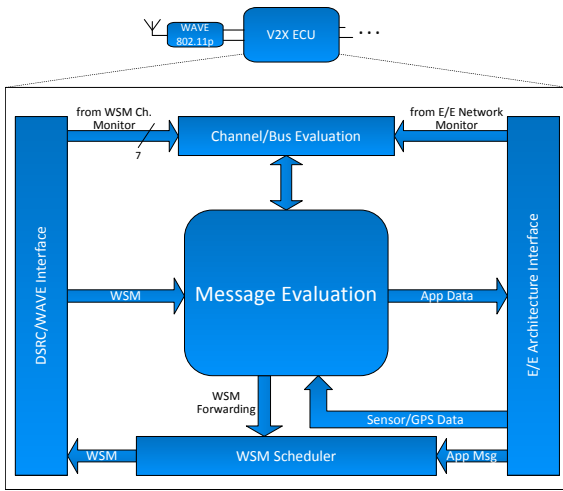 WAVE
802.11p
V2X ECU
...
from WSM Ch.
Monitor
7
Channel/Bus Evaluation
from E/E Network
Monitor
DSRC/WAVE Interface
WSM
Message Evaluation
App Data
E/E Architecture Interface
WSM
Forwarding
Sensor/GPS Data
WSM
WSM Scheduler
App Msg